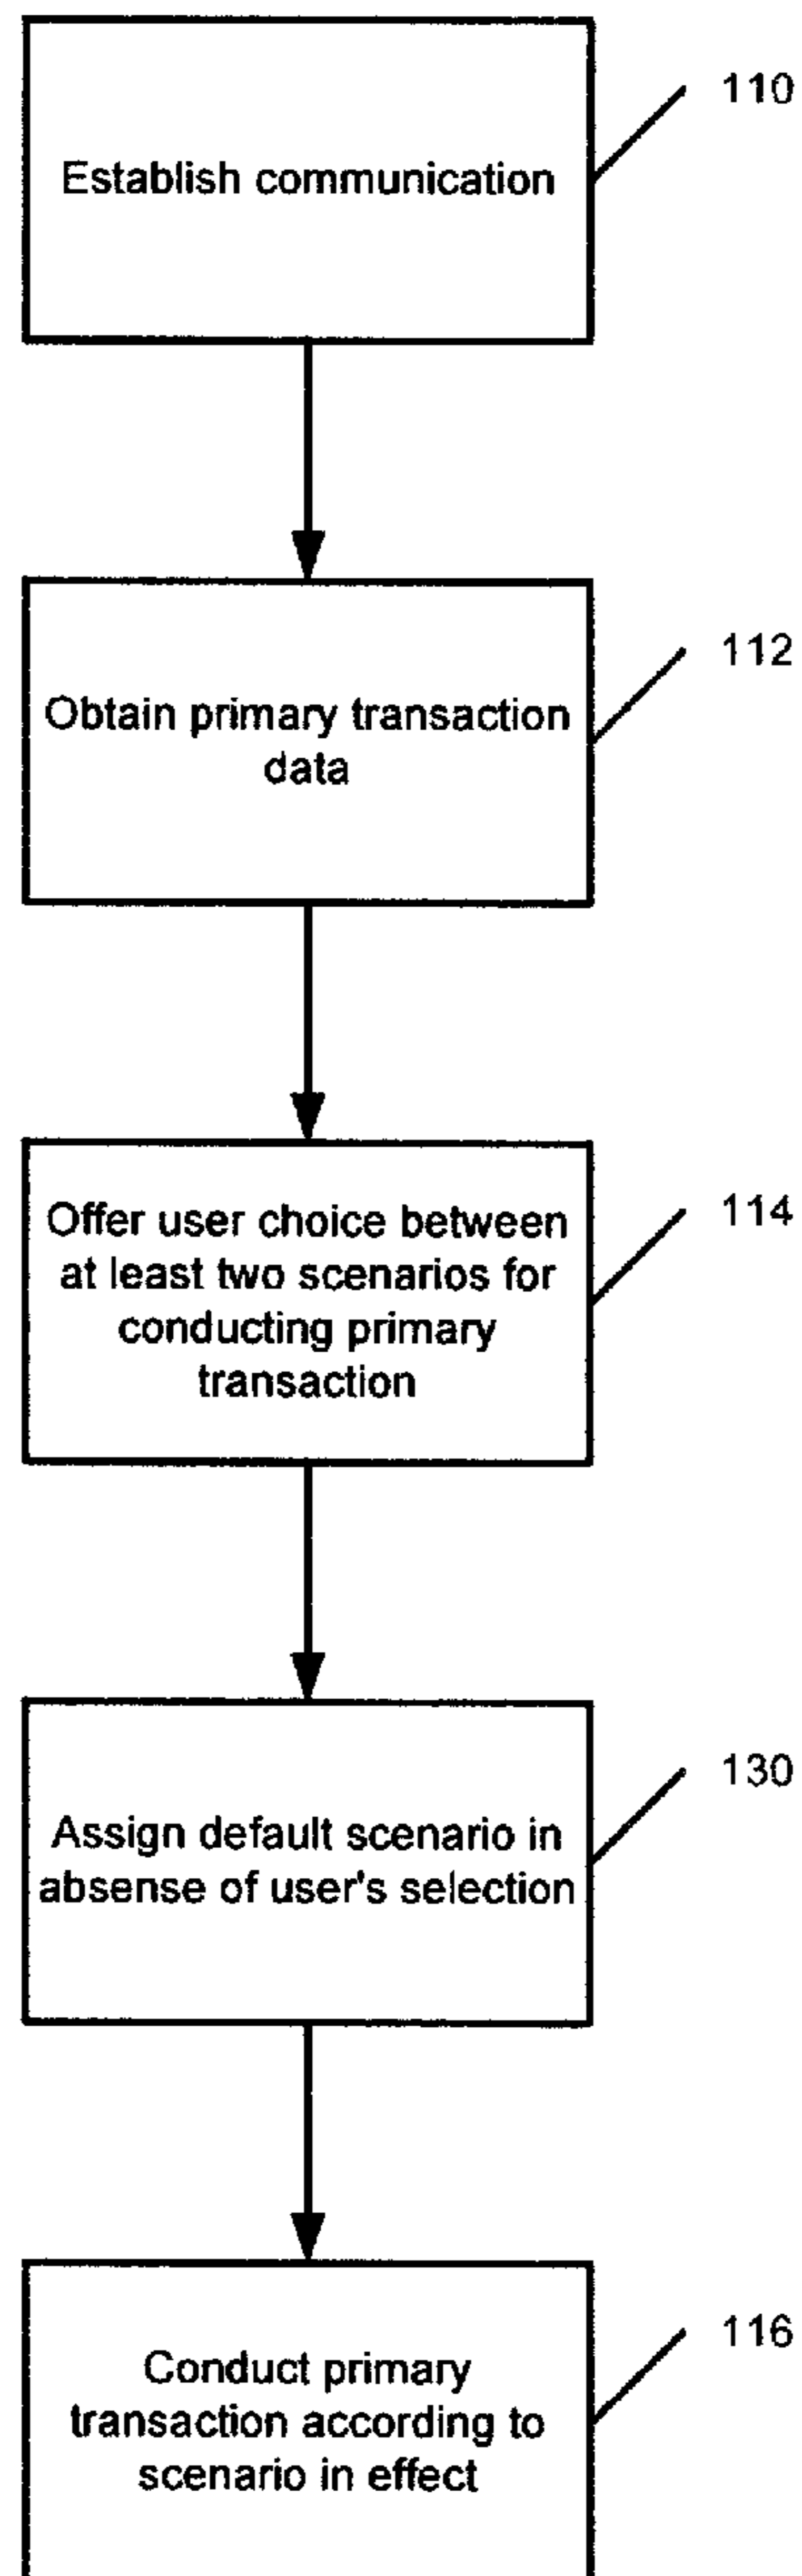 110
Establish communication
112
Obtain primary transaction
data
114
Offer user choice between
at least two scenarios for
conducting primary
transaction
130
Assign default scenario in
absense of user's selection
116
Conduct primary
transaction according to
scenario in effect